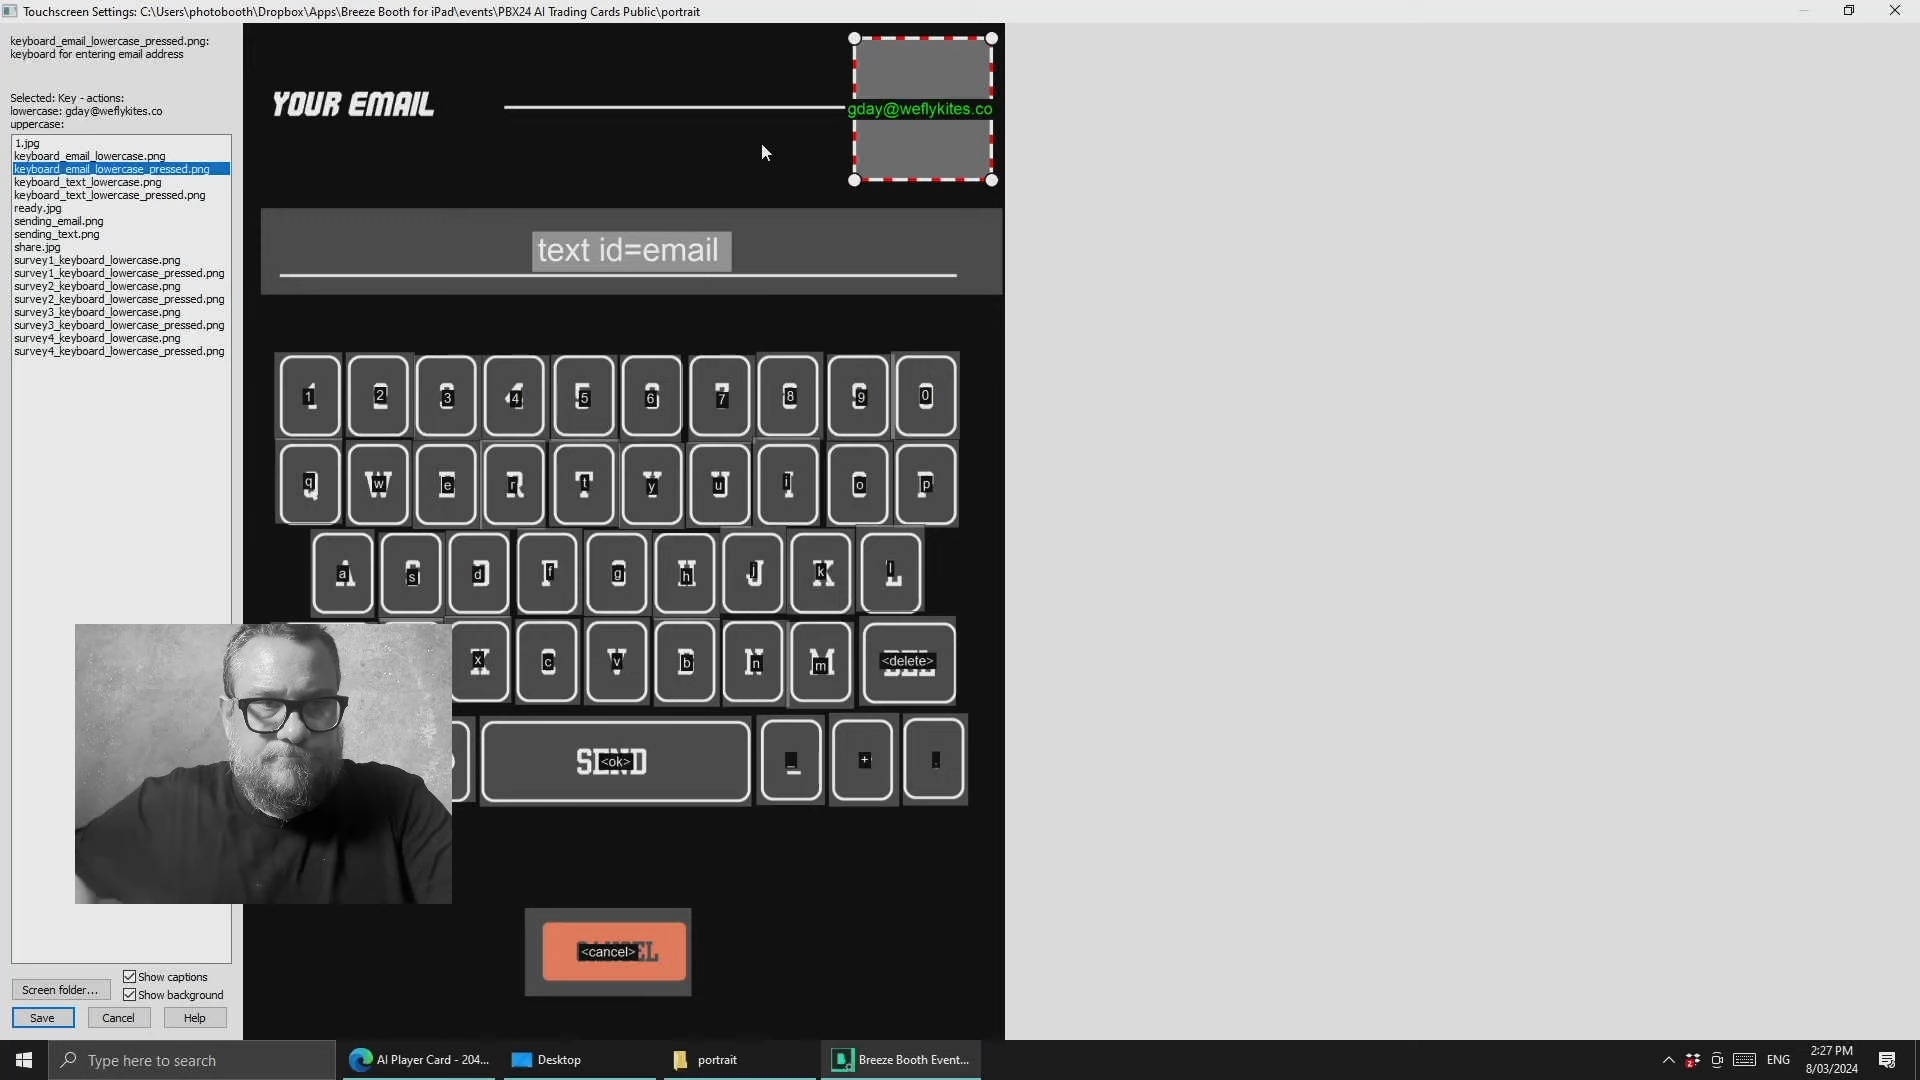 Touchscreen Settings: C:\Users\photobooth\Dropbox\Apps\Breeze Booth for iPad\events\PBX24 AI Trading Cards Public\portrait
keyboard_email_lowercase_pressed.png:
keyboard for entering email address
Selected: Key - actions:
lowercase: gday@weflykites.co
uppercase:
1.jpg
keyboard_email_lowercase.png
keyboard_email_lowercase_pressed.png
keyboard_text_lowercase.png
keyboard_text_lowercase_pressed.png
ready.jpg
sending_email.png
sending_text.png
share.jpg
survey1_keyboard_lowercase.png
survey1_keyboard_lowercase_pressed.png
survey2_keyboard_lowercase.png
survey2_keyboard_lowercase_pressed.png
survey3_keyboard_lowercase.png
survey3_keyboard_lowercase_pressed.png
survey4_keyboard_lowercase.png
survey4_keyboard_lowercase_pressed.png
Screen folder...
Show captions
Show background
Save Cancel Help
YOUR EMAIL
gday@weflykites.co
text id=email
1 2 3 4 5 6 7 8 9 0
q w e r t y u i o p
a s d f g h j k l
x c v b n m <delete>
SEND <ok> _ + .
<cancel>
Type here to search
AI Player Card - 204...
Desktop
portrait
Breeze Booth Event...
ENG
2:27 PM
8/03/2024